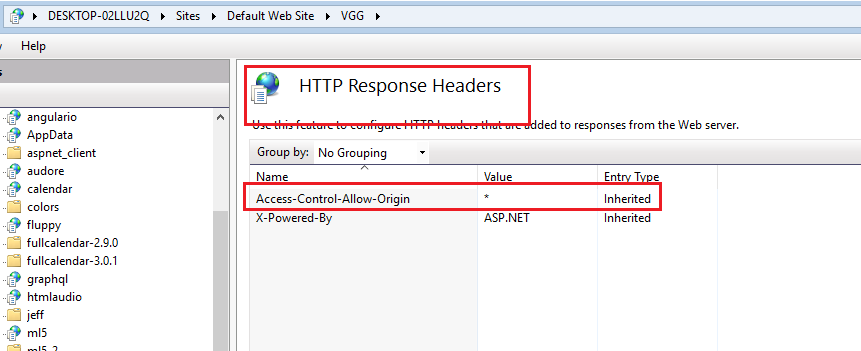 DESKTOP-02LLU2Q Sites Default Web Site VGG
Help
s
angulario
AppData
aspnet_client
audore
calendar
colors
fluppy
fullcalendar-2.9.0
fullcalendar-3.0.1
graphql
htmlaudio
jeff
ml5
ml5-2
HTTP Response Headers
Use this feature to configure HTTP headers that are added to responses from the Web server.
Group by: No Grouping
Name Value Entry Type
Access-Control-Allow-Origin * Inherited
X-Powered-By ASP.NET Inherited